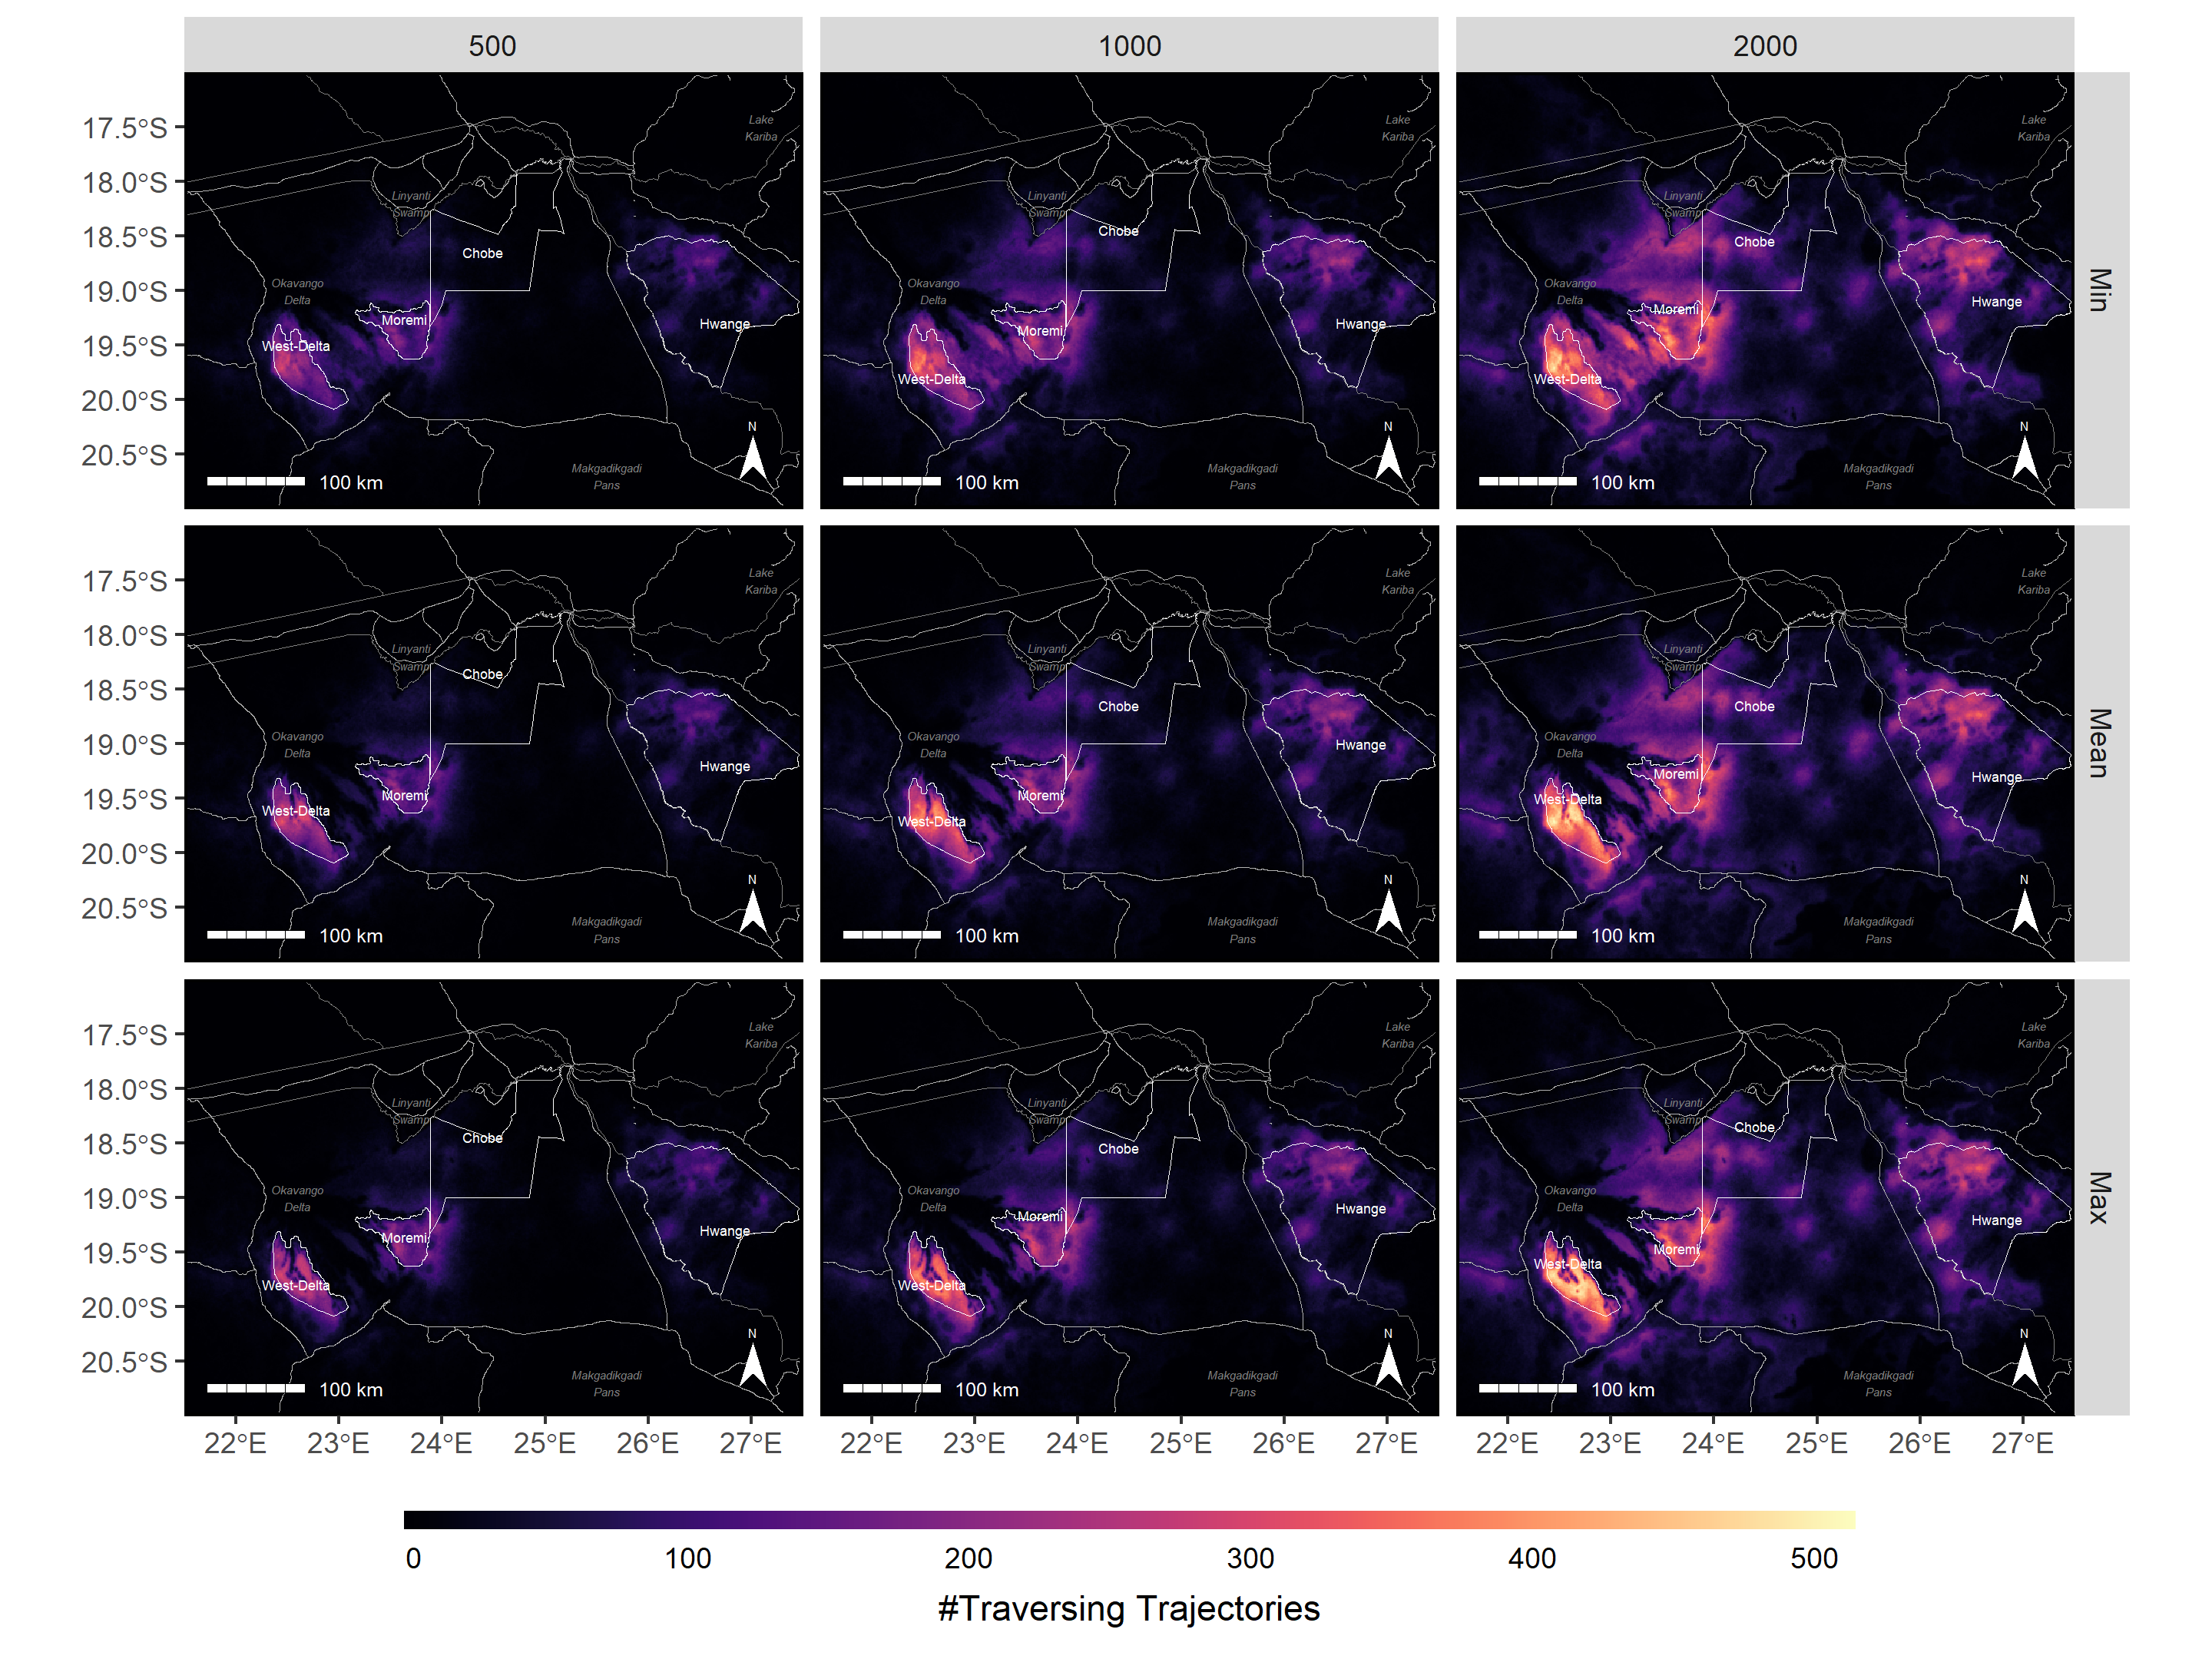 500
1000
2000
17.5°S
18.0°S
18.5°S
19.0°S
19.5°S
20.0°S
20.5°S
Lake
Kariba
Linyanti
Swamp
Chobe
Okavango
Delta
Moremi
Hwange
West-Delta
N
Makgadikgadi
Pans
100 km
Lake
Kariba
Linyanti
Swamp
Chobe
Okavango
Delta
Moremi
Hwange
West-Delta
N
Makgadikgadi
Pans
100 km
Lake
Kariba
Linyanti
Swamp
Chobe
Okavango
Delta
Moremi
Hwange
West-Delta
N
Makgadikgadi
Pans
100 km
Min
17.5°S
18.0°S
18.5°S
19.0°S
19.5°S
20.0°S
20.5°S
Lake
Kariba
Linyanti
Swamp
Chobe
Okavango
Delta
Hwange
Moremi
West-Delta
N
Makgadikgadi
Pans
100 km
Lake
Kariba
Linyanti
Swamp
Chobe
Okavango
Delta
Hwange
Moremi
West-Delta
N
Makgadikgadi
Pans
100 km
Lake
Kariba
Linyanti
Swamp
Chobe
Okavango
Delta
Moremi
Hwange
West-Delta
N
Makgadikgadi
Pans
100 km
Mean
17.5°S
18.0°S
18.5°S
19.0°S
19.5°S
20.0°S
20.5°S
Lake
Kariba
Linyanti
Swamp
Chobe
Okavango
Delta
Hwange
Moremi
West-Delta
N
Makgadikgadi
Pans
100 km
Lake
Kariba
Linyanti
Swamp
Chobe
Okavango
Delta
Hwange
Moremi
West-Delta
N
Makgadikgadi
Pans
100 km
Lake
Kariba
Linyanti
Swamp
Chobe
Okavango
Delta
Hwange
Moremi
West-Delta
N
Makgadikgadi
Pans
100 km
Max
22°E 23°E 24°E 25°E 26°E 27°E
22°E 23°E 24°E 25°E 26°E 27°E
22°E 23°E 24°E 25°E 26°E 27°E
0 100 200 300 400 500
#Traversing Trajectories